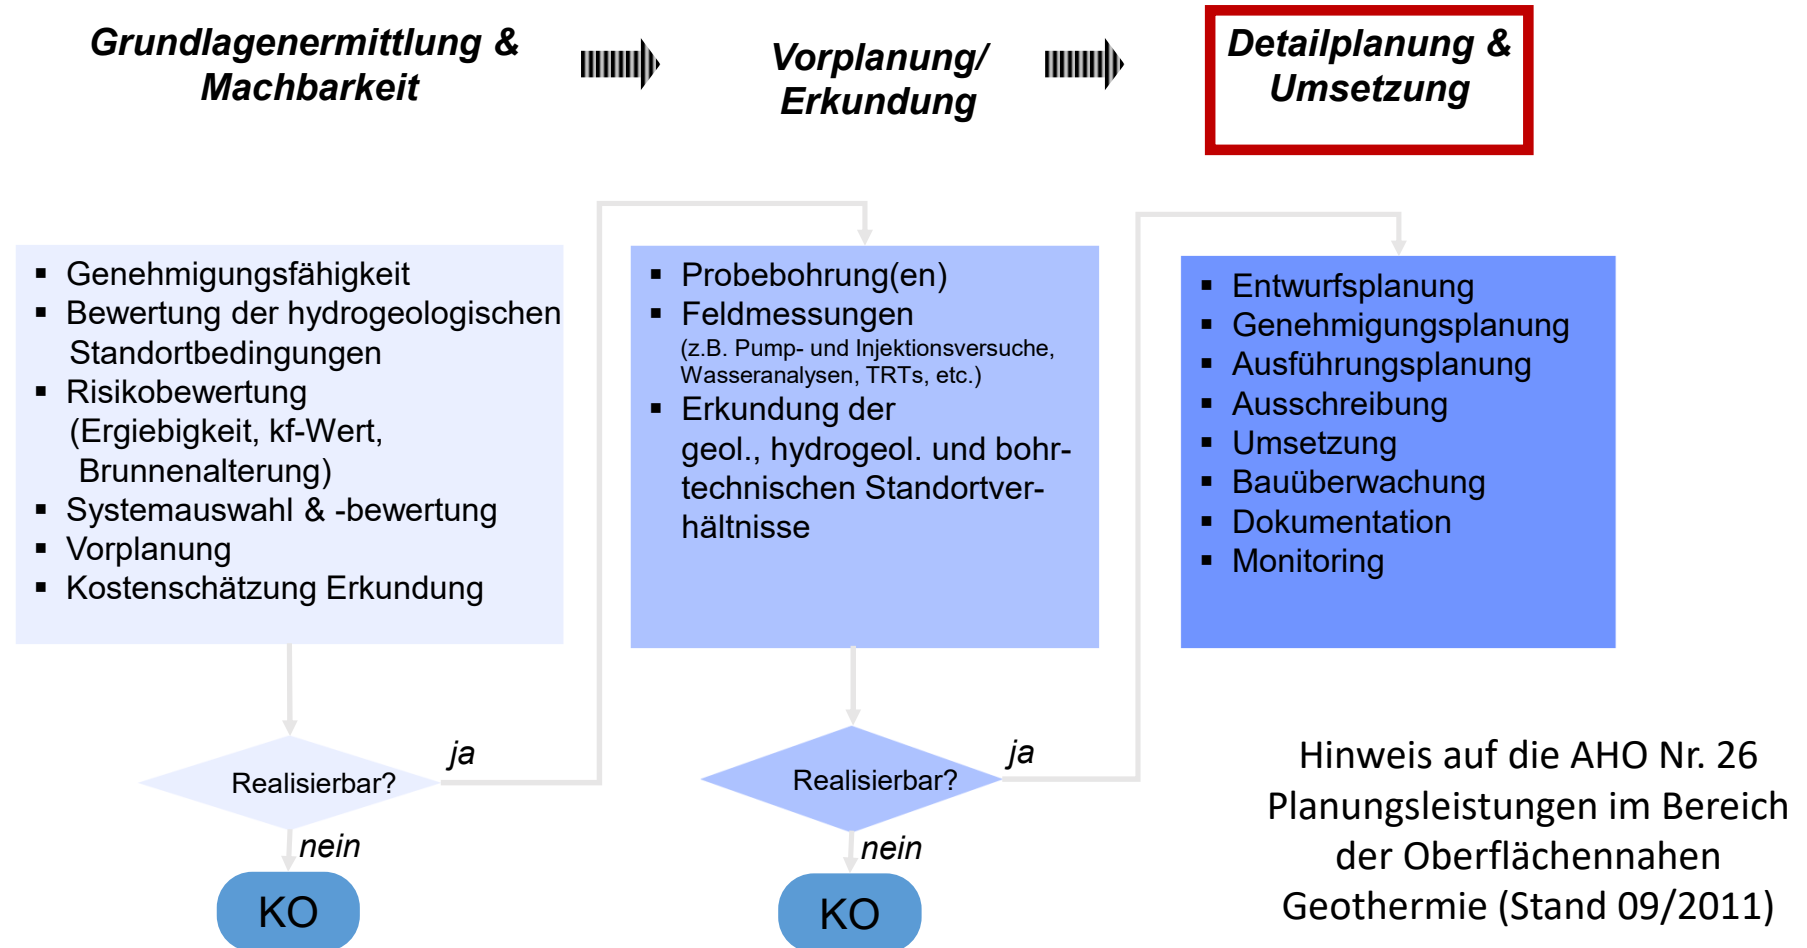 Grundlagenermittlung &
Machbarkeit
Vorplanung/
Erkundung
Detailplanung &
Umsetzung
▪ Genehmigungsfähigkeit
▪ Bewertung der hydrogeologischen
Standortbedingungen
▪ Risikobewertung
(Ergiebigkeit, kf-Wert,
Brunnenalterung)
▪ Systemauswahl & -bewertung
▪ Vorplanung
▪ Kostenschätzung Erkundung
Realisierbar?
ja
nein
KO
▪ Probebohrung(en)
▪ Feldmessungen
(z.B. Pump- und Injektionsversuche,
Wasseranalysen, TRTs, etc.)
▪ Erkundung der
geol., hydrogeol. und bohr-
technischen Standortver-
hältnisse
Realisierbar?
ja
nein
KO
▪ Entwurfsplanung
▪ Genehmigungsplanung
▪ Ausführungsplanung
▪ Ausschreibung
▪ Umsetzung
▪ Bauüberwachung
▪ Dokumentation
▪ Monitoring
Hinweis auf die AHO Nr. 26
Planungsleistungen im Bereich
der Oberflächennahen
Geothermie (Stand 09/2011)